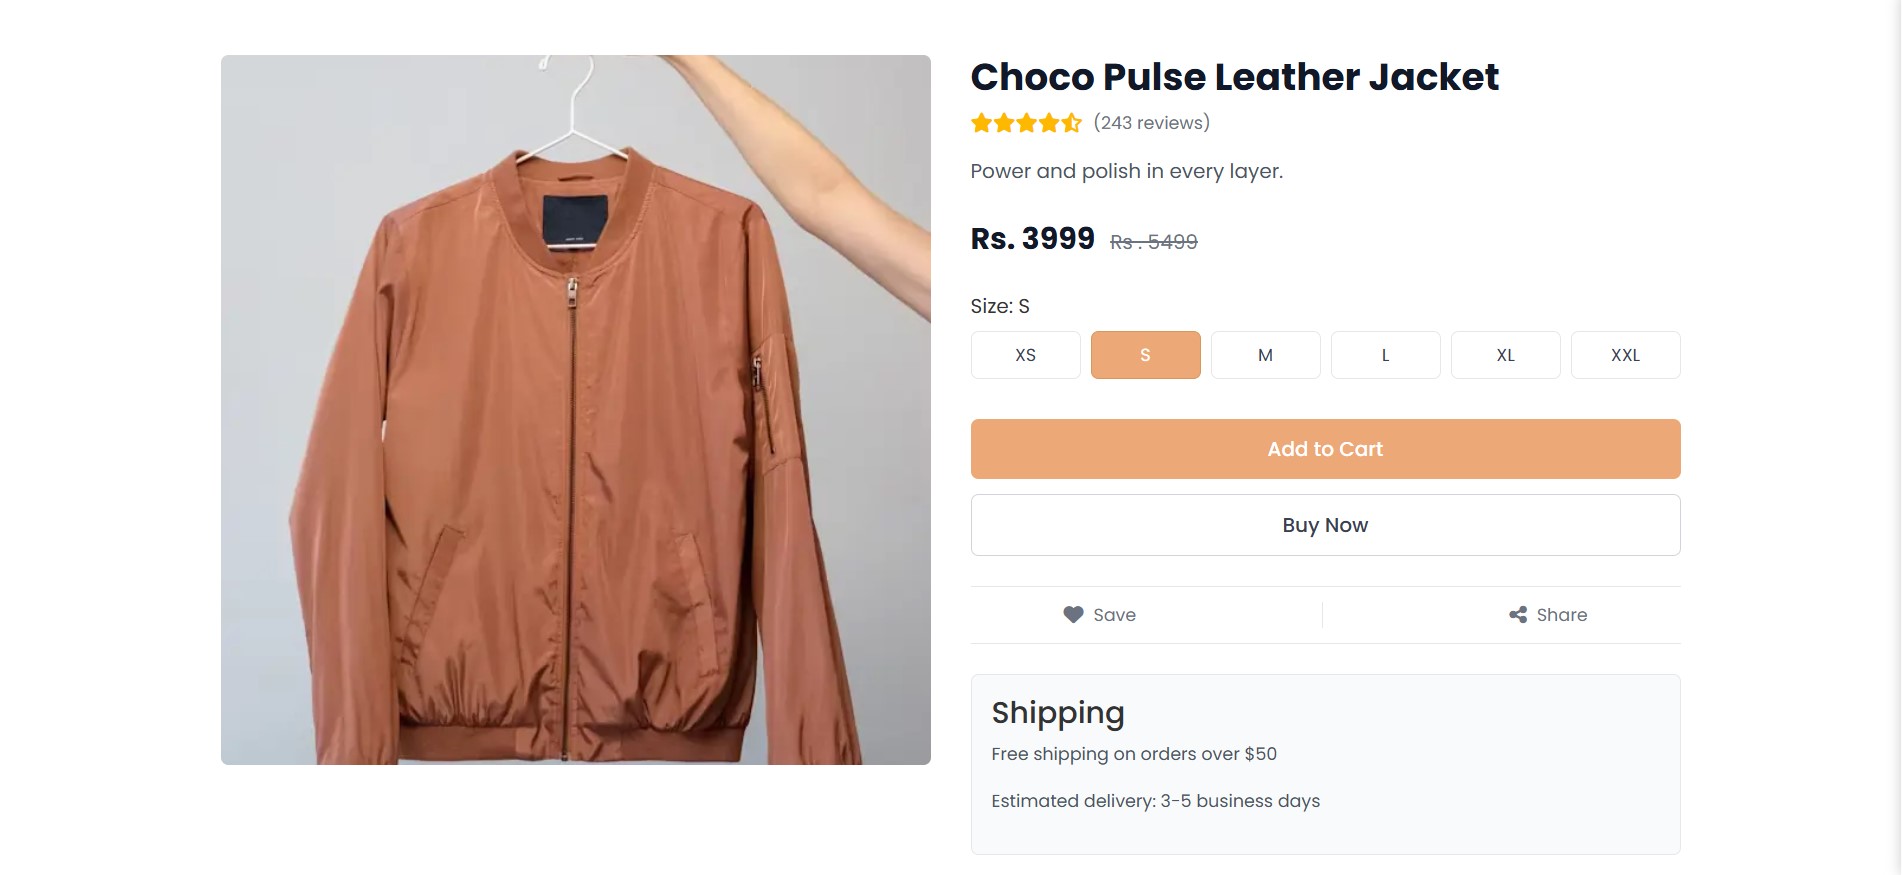 Choco Pulse Leather Jacket
(243 reviews)
Power and polish in every layer.
Rs. 3999 Rs . 5499
Size: S
XS S M L XL XXL
Add to Cart
Buy Now
Save Share
Shipping
Free shipping on orders over $50
Estimated delivery: 3-5 business days